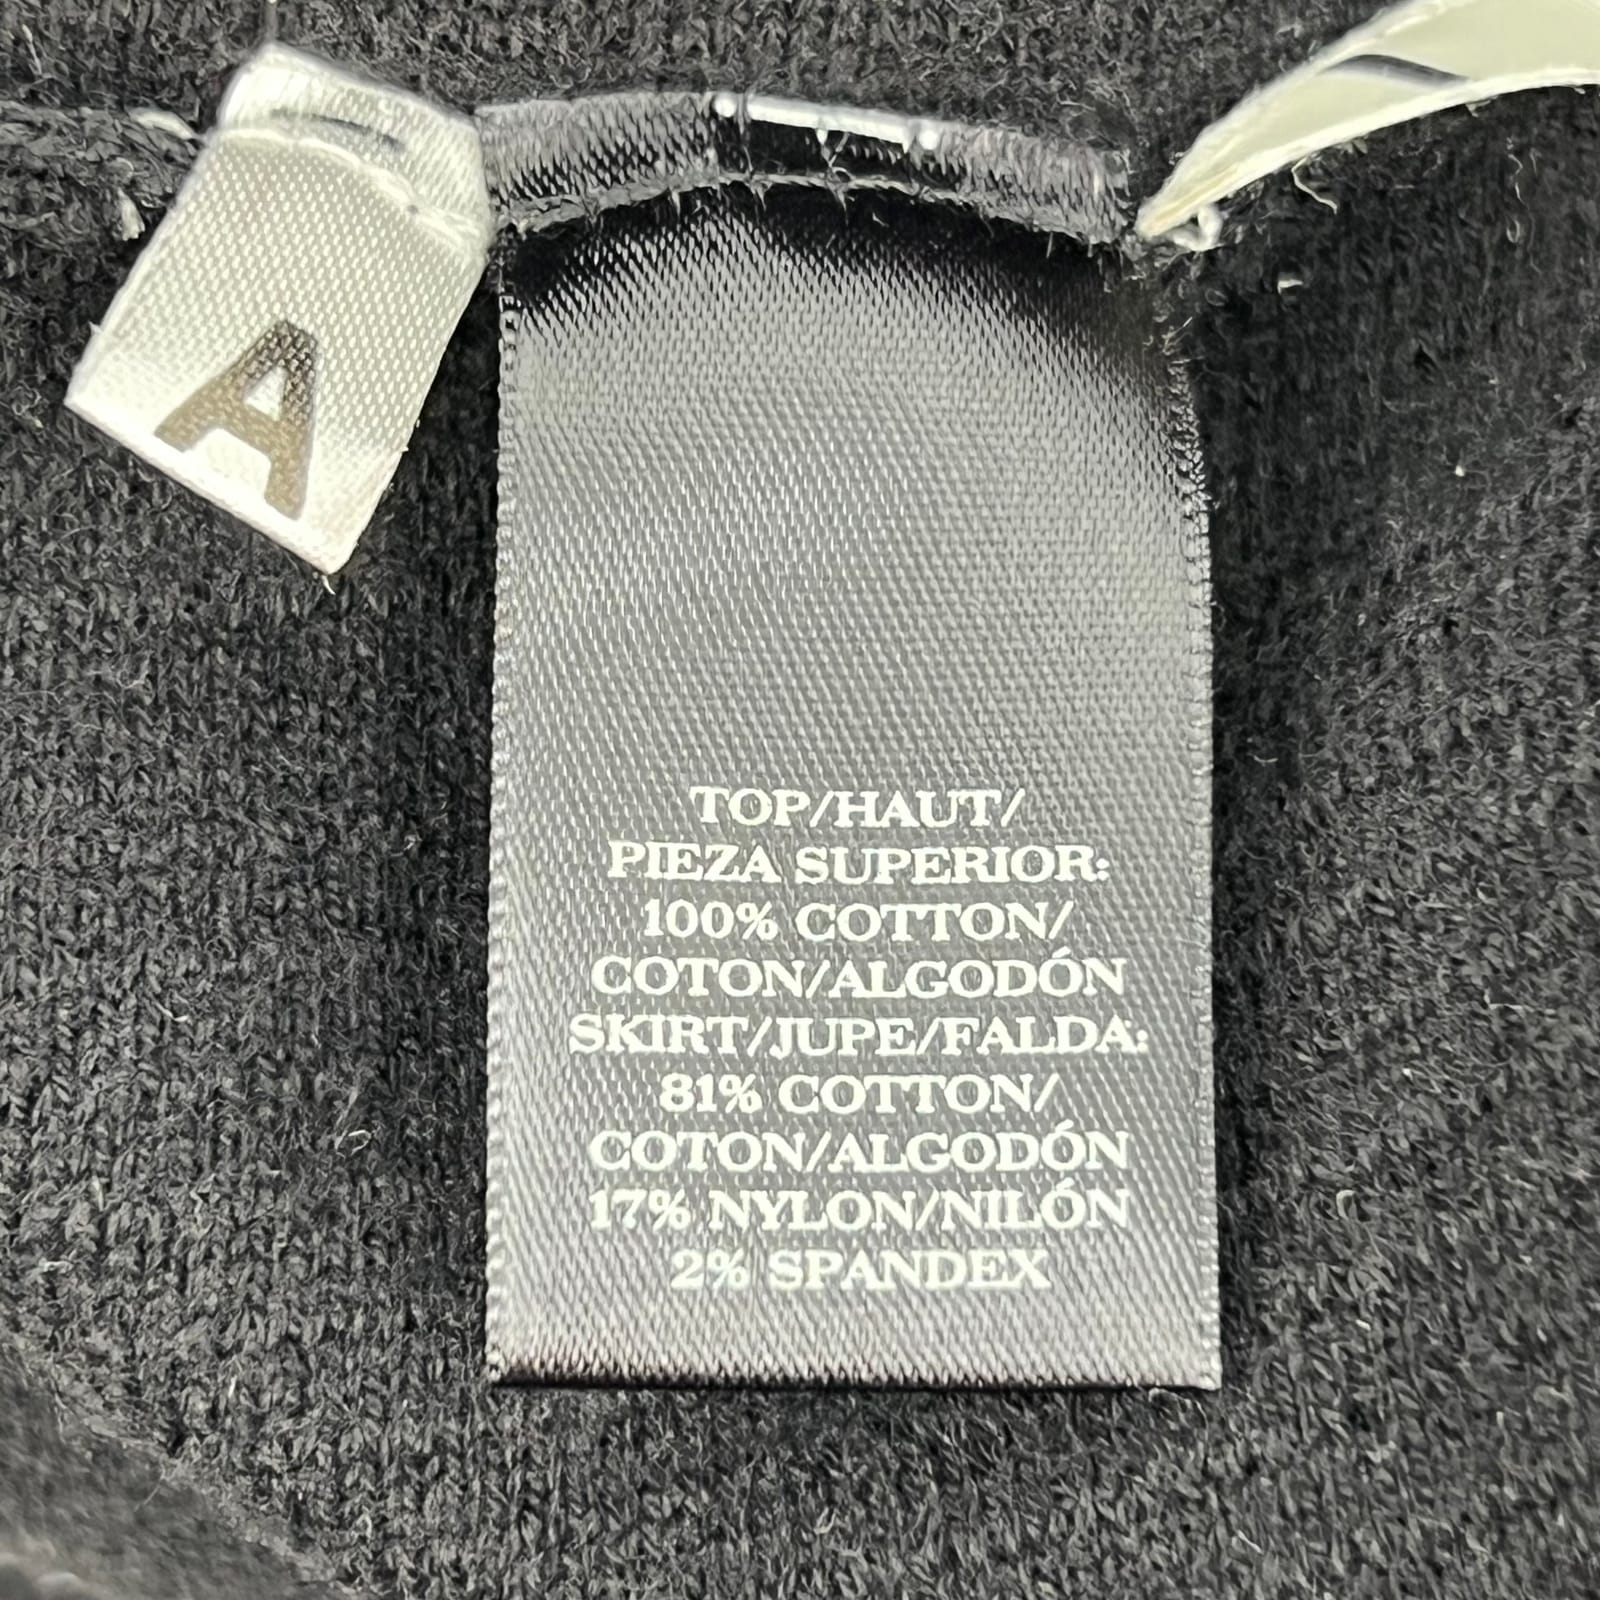 A
TOP/HAUT/
PIEZA SUPERIOR:
100% COTTON/
COTON/ALGODÓN
SKIRT/JUPE/FALDA:
81% COTTON/
COTON/ALGODÓN
17% NYLON/NILÓN
2% SPANDEX